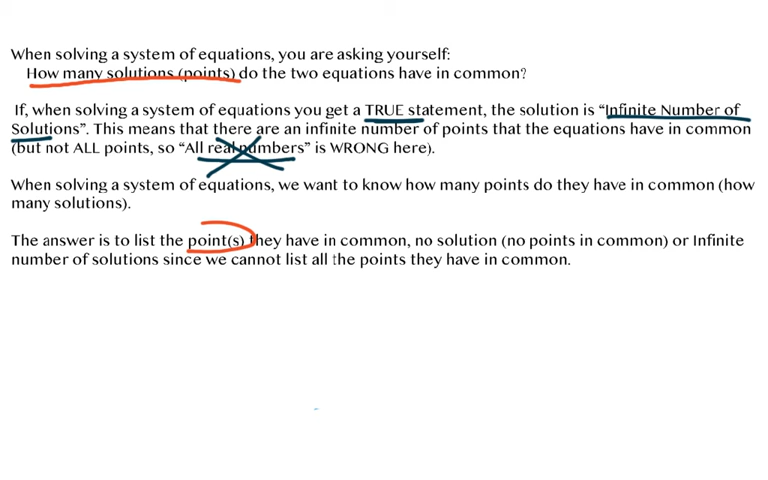 When solving a system of equations, you are asking yourself:
How many solutions (points) do the two equations have in common?
If, when solving a system of equations you get a TRUE statement, the solution is “Infinite Number of
Solutions”. This means that there are an infinite number of points that the equations have in common
(but not ALL points, so “All real numbers” is WRONG here).
When solving a system of equations, we want to know how many points do they have in common (how
many solutions).
The answer is to list the point(s) they have in common, no solution (no points in common) or Infinite
number of solutions since we cannot list all the points they have in common.